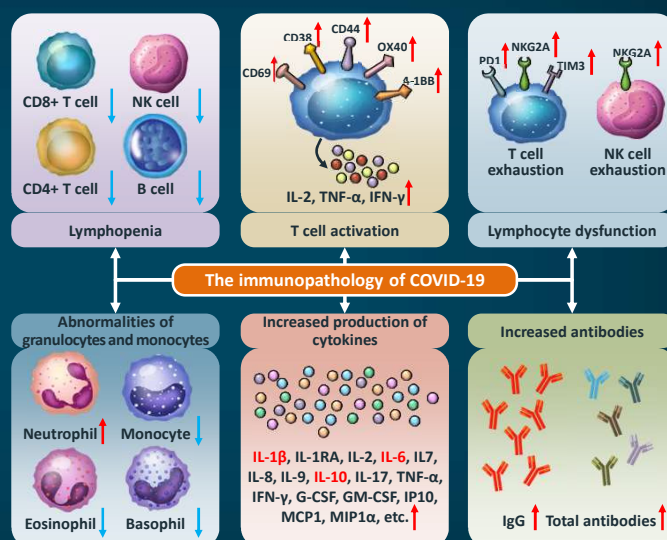 CD8+ T cell
NK cell
CD4+ T cell
B cell
Lymphopenia
CD69
CD38
CD44
OX40
4-1BB
IL-2, TNF-α, IFN-γ
T cell activation
PD1
NKG2A
TIM3
NKG2A
T cell
exhaustion
NK cell
exhaustion
Lymphocyte dysfunction
The immunopathology of COVID-19
Abnormalities of
granulocytes and monocytes
Neutrophil
Monocyte
Eosinophil
Basophil
Increased production of
cytokines
IL-1β, IL-1RA, IL-2, IL-6, IL7,
IL-8, IL-9, IL-10, IL-17, TNF-α,
IFN-γ, G-CSF, GM-CSF, IP10,
MCP1, MIP1α, etc.
Increased antibodies
IgG
Total antibodies